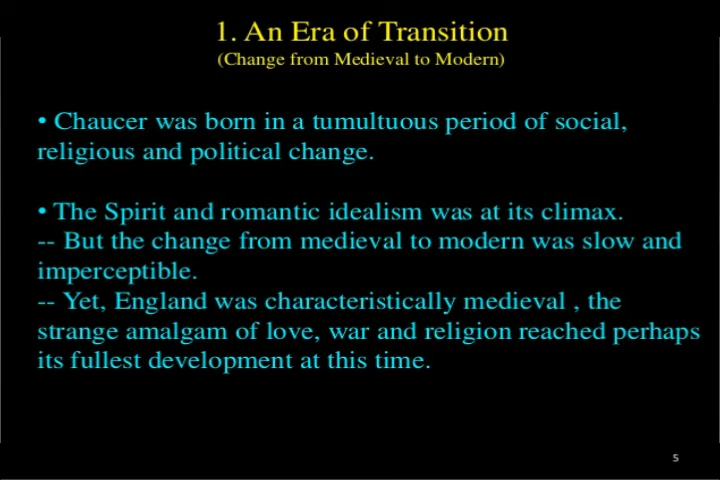 1. An Era of Transition
(Change from Medieval to Modern)
• Chaucer was born in a tumultuous period of social,
religious and political change.
• The Spirit and romantic idealism was at its climax.
-- But the change from medieval to modern was slow and
imperceptible.
-- Yet, England was characteristically medieval , the
strange amalgam of love, war and religion reached perhaps
its fullest development at this time.
5